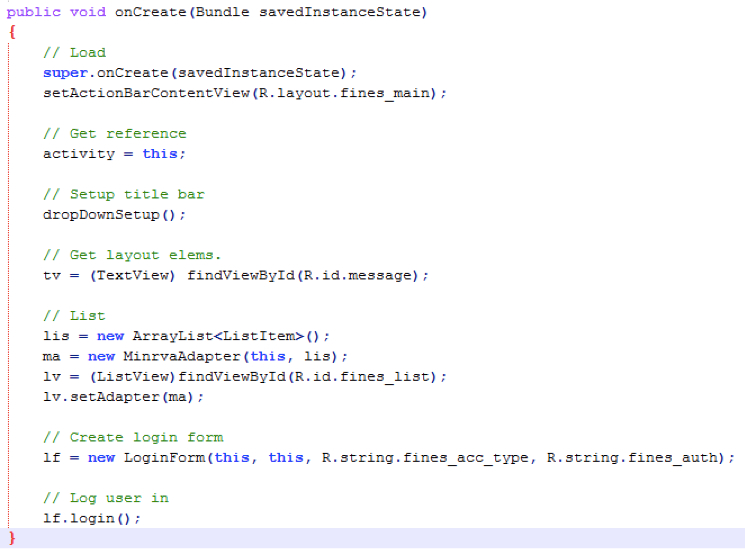 public void onCreate(Bundle savedInstanceState)
{
// Load
super.onCreate(savedInstanceState);
setActionBarContentView(R.layout.fines_main);
// Get reference
activity = this;
// Setup title bar
dropDownSetup();
// Get layout elems.
tv = (TextView) findViewById(R.id.message);
// List
lis = new ArrayList<ListItem>();
ma = new MinrvaAdapter(this, lis);
lv = (ListView)findViewById(R.id.fines_list);
lv.setAdapter(ma);
// Create login form
lf = new LoginForm(this, this, R.string.fines_acc_type, R.string.fines_auth);
// Log user in
lf.login();
}